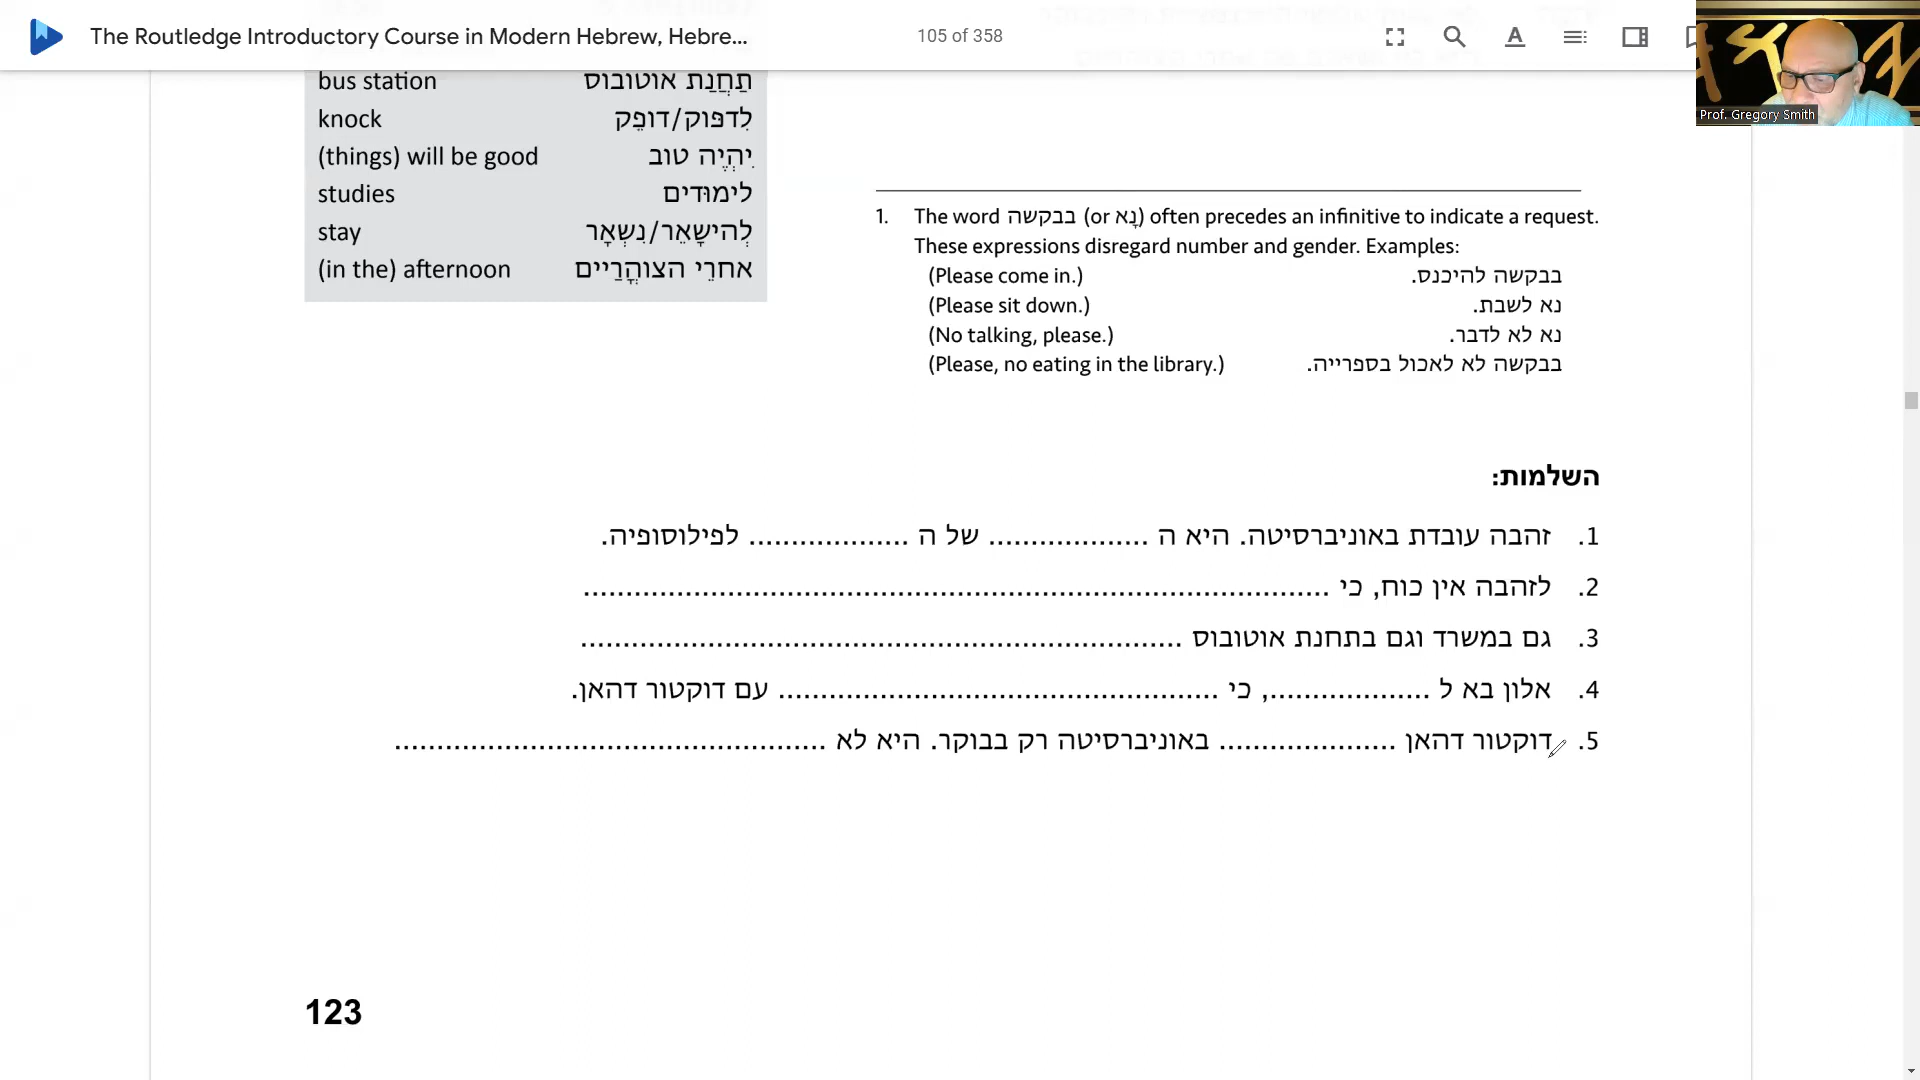 The Routledge Introductory Course in Modern Hebrew, Hebre...
105 of 358
Prof. Gregory Smith
bus station תַחֲנַת אוטובוס
knock לִדפּוק/דופֵק
(things) will be good יִהְיֶה טוב
studies לימוּדים
stay לְהישָאֵר/נִשְאָר
(in the) afternoon אחרֵי הצוהֳרַיים
1. The word בבקשה (or נָא) often precedes an infinitive to indicate a request.
These expressions disregard number and gender. Examples:
(Please come in.) בבקשה להיכנס.
(Please sit down.) נא לשבת.
(No talking, please.) נא לא לדבר.
(Please, no eating in the library.) בבקשה לא לאכול בספרייה.
השלמות:
1. זהבה עובדת באוניברסיטה. היא ה ................... של ה ................... לפילוסופיה.
2. לזהבה אין כוח, כי .........................................................................................
3. גם במשרד וגם בתחנת אוטובוס ........................................................................
4. אלון בא ל ..................., כי ..................................................... עם דוקטור דהאן.
5. דוקטור דהאן ..................... באוניברסיטה רק בבוקר. היא לא ....................................................
123